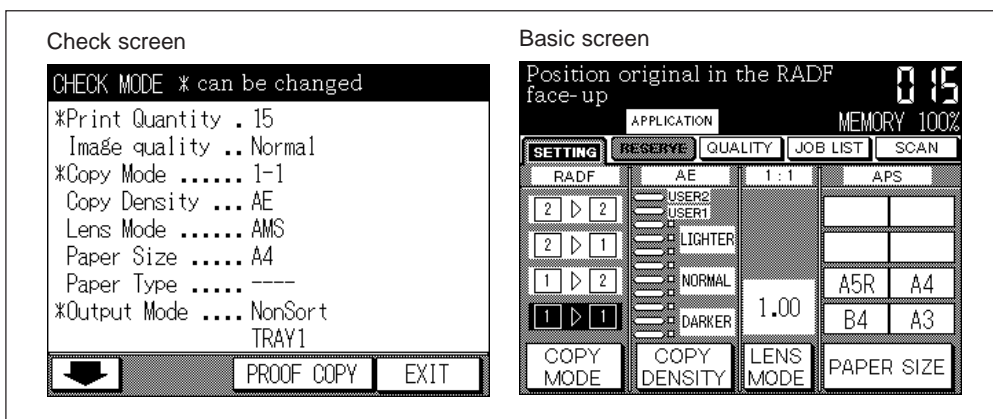 Check screen
CHECK MODE * can be changed
*Print Quantity . 15
Image quality .. Normal
*Copy Mode ...... 1-1
Copy Density ... AE
Lens Mode ...... AMS
Paper Size ..... A4
Paper Type ..... ----
*Output Mode .... NonSort
TRAY1
PROOF COPY EXIT
Basic screen
Position original in the RADF
face-up
015
APPLICATION
MEMORY 100%
SETTING RESERVE QUALITY JOB LIST SCAN
RADF AE 1:1 APS
2 ▷ 2
USER2
USER1
2 ▷ 1
LIGHTER
1 ▷ 2
NORMAL
A5R A4
1 ▷ 1
DARKER
1.00
B4 A3
COPY MODE
COPY DENSITY
LENS MODE
PAPER SIZE